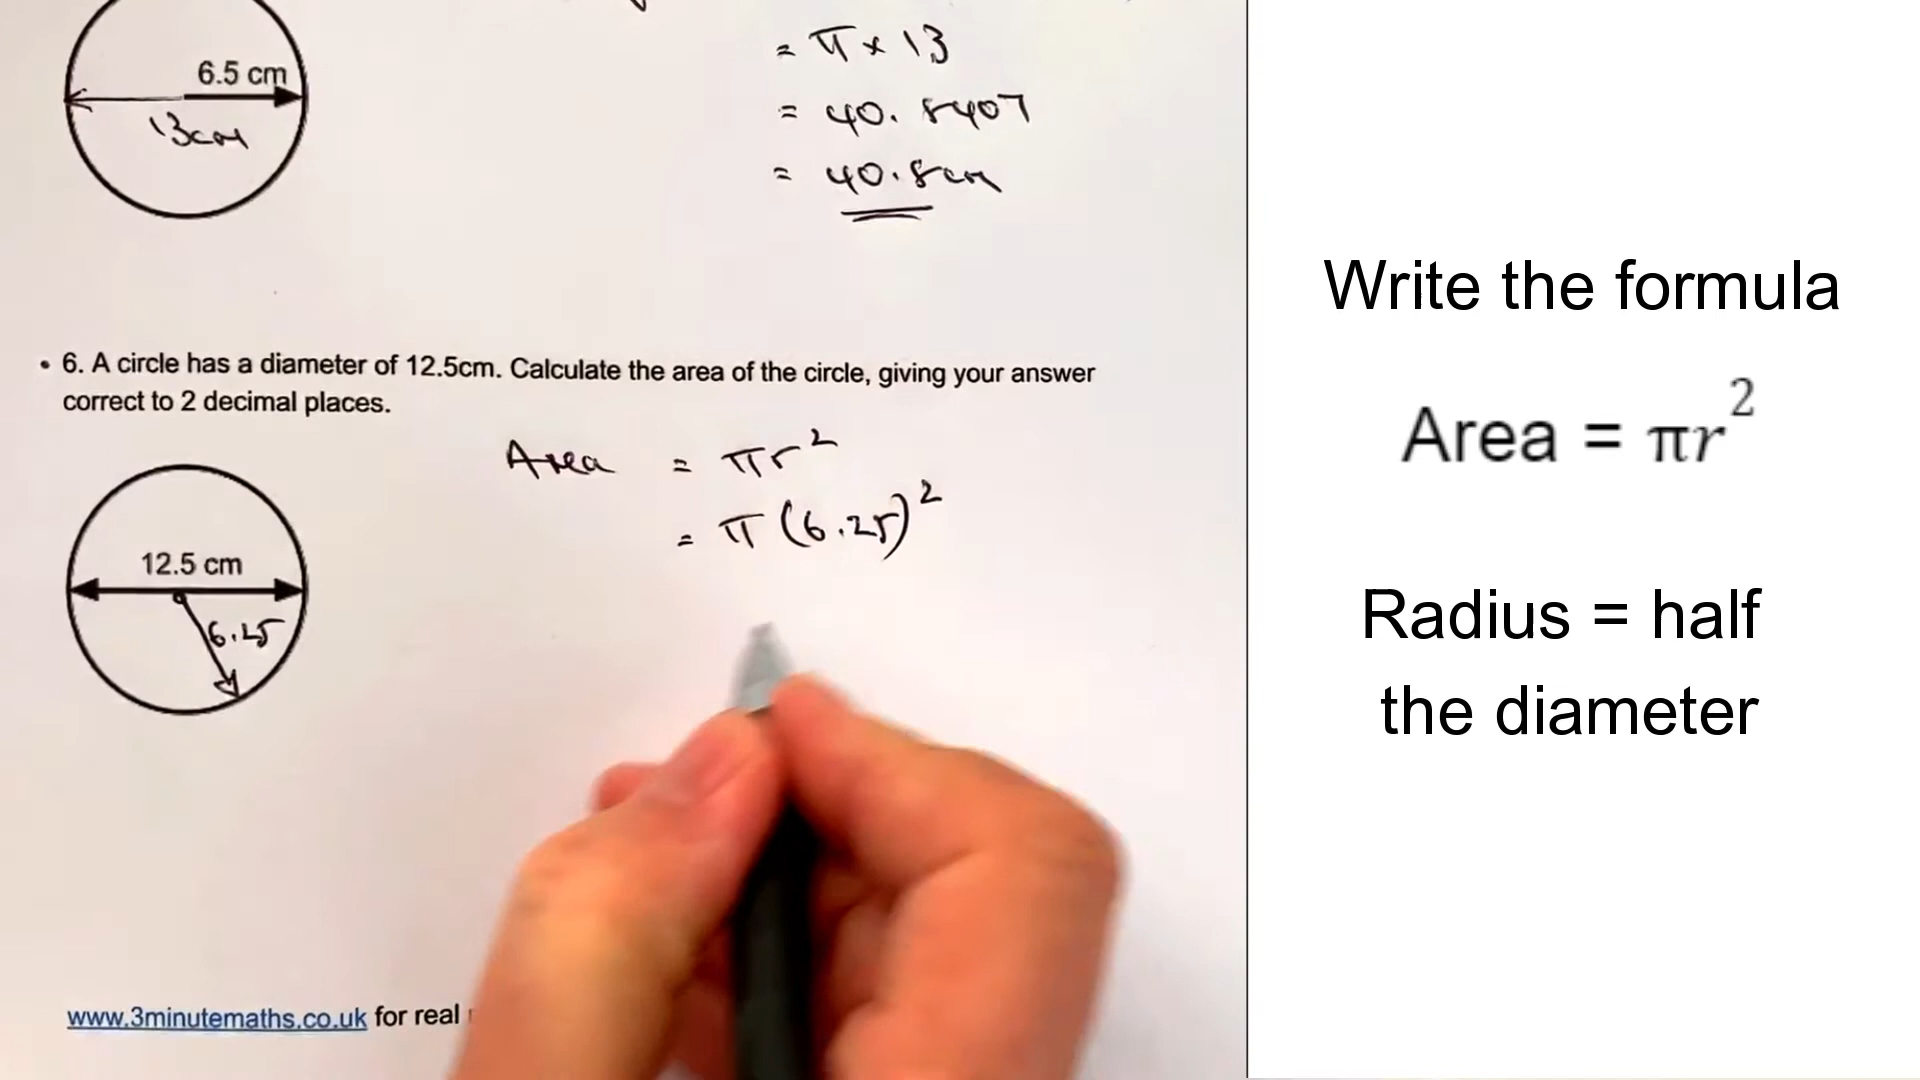 = π × 13
6.5 cm
= 40.8407
13cm
= 40.8cm
• 6. A circle has a diameter of 12.5cm. Calculate the area of the circle, giving your answer
correct to 2 decimal places.
Area = πr²
= π (6.25)²
12.5 cm
6.25
www.3minutemaths.co.uk for real
Write the formula
Area = πr²
Radius = half
the diameter